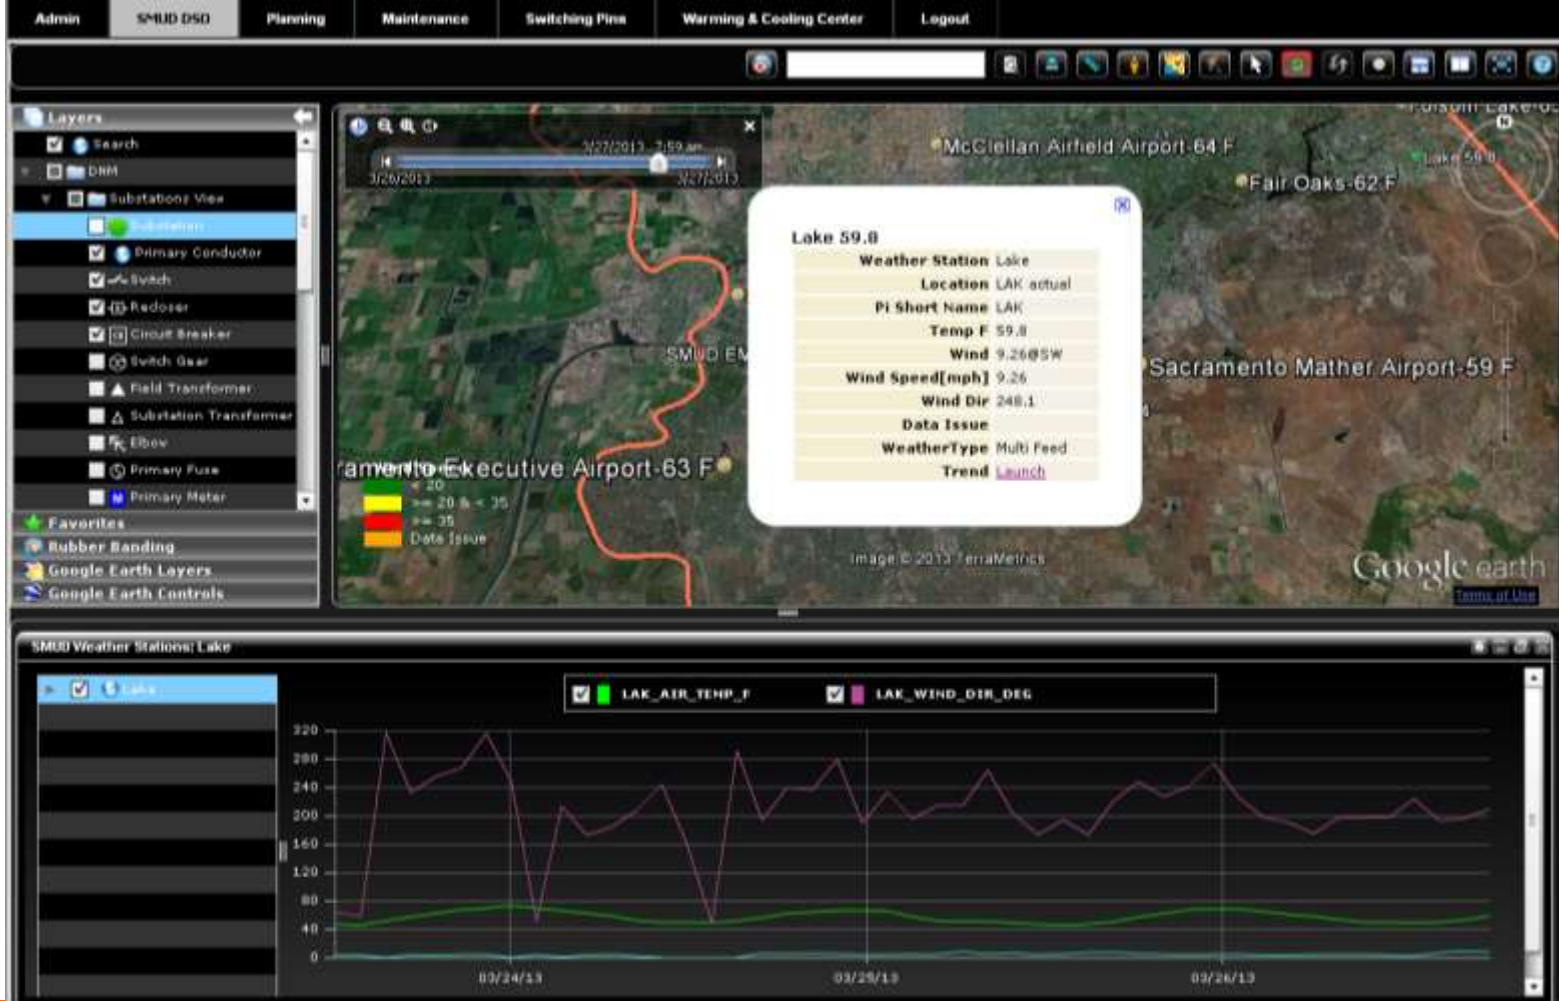 Admin SMUD DSO Planning Maintenance Switching Pins Warming & Cooling Center Logout
Layers
Search
DNM
Substations View
Substation
Primary Conductor
Switch
Recloser
Circuit Breaker
Switch Gear
Field Transformer
Substation Transformer
Elbow
Primary Fuse
M Primary Meter
Favorites
Rubber Banding
Google Earth Layers
Google Earth Controls
3/27/2013 7:59 am
3/26/2013 3/27/2013
N
McClellan Airfield Airport-64 F
Lake 59.8
Fair Oaks-62 F
SMUD EM
Sacramento Mather Airport-59 F
ramento Executive Airport-63 F
< 20
>= 20 & < 35
>= 35
Data Issue
Lake 59.8
Weather Station Lake
Location LAK actual
Pi Short Name LAK
Temp F 59.8
Wind 9.26@SW
Wind Speed[mph] 9.26
Wind Dir 248.1
Data Issue
WeatherType Multi Feed
Trend Launch
Image © 2013 TerraMetrics
Google earth
Terms of Use
SMUD Weather Stations: Lake
Lake
LAK_AIR_TEMP_F LAK_WIND_DIR_DEG
320
280
240
200
160
120
80
40
0
03/24/13 03/25/13 03/26/13